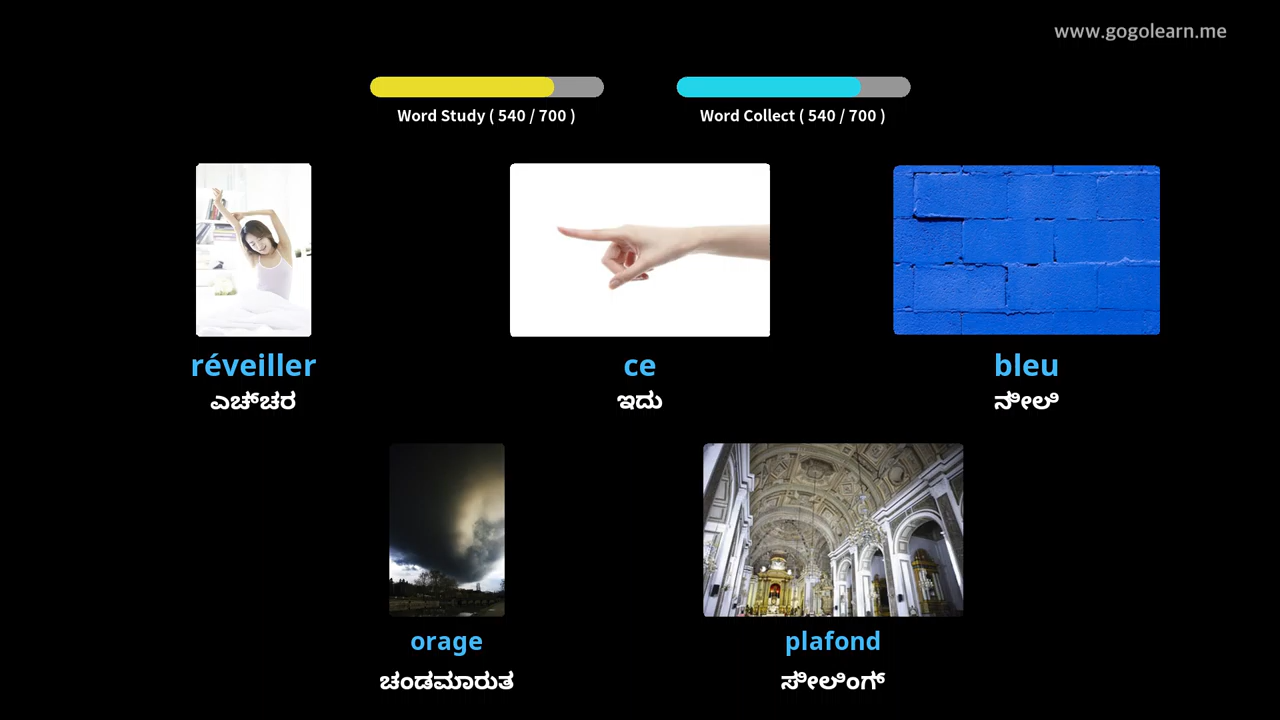 www.gogolearn.me
Word Study ( 540 / 700 )
Word Collect ( 540 / 700 )
réveiller
ce
bleu
ಎಚ್ಚರ
ಇದು
ನೀಲಿ
orage
plafond
ಚಂಡಮಾರುತ
ಸೀಲಿಂಗ್